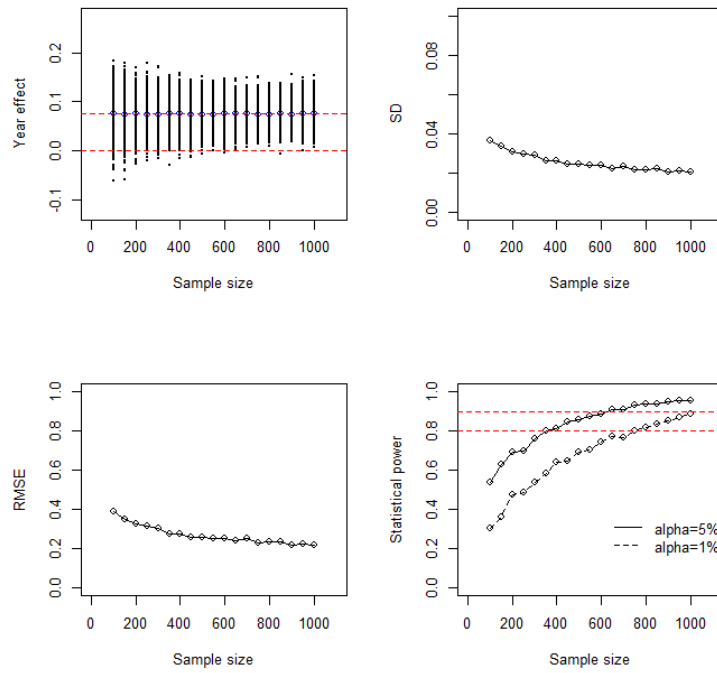 Year effect
-0.1 0.0 0.1 0.2
0 200 400 600 800 1000
Sample size
SD
0.00 0.04 0.08
0 200 400 600 800 1000
Sample size
RMSE
0.0 0.2 0.4 0.6 0.8 1.0
0 200 400 600 800 1000
Sample size
Statistical power
0.0 0.2 0.4 0.6 0.8 1.0
alpha=5%
alpha=1%
0 200 400 600 800 1000
Sample size